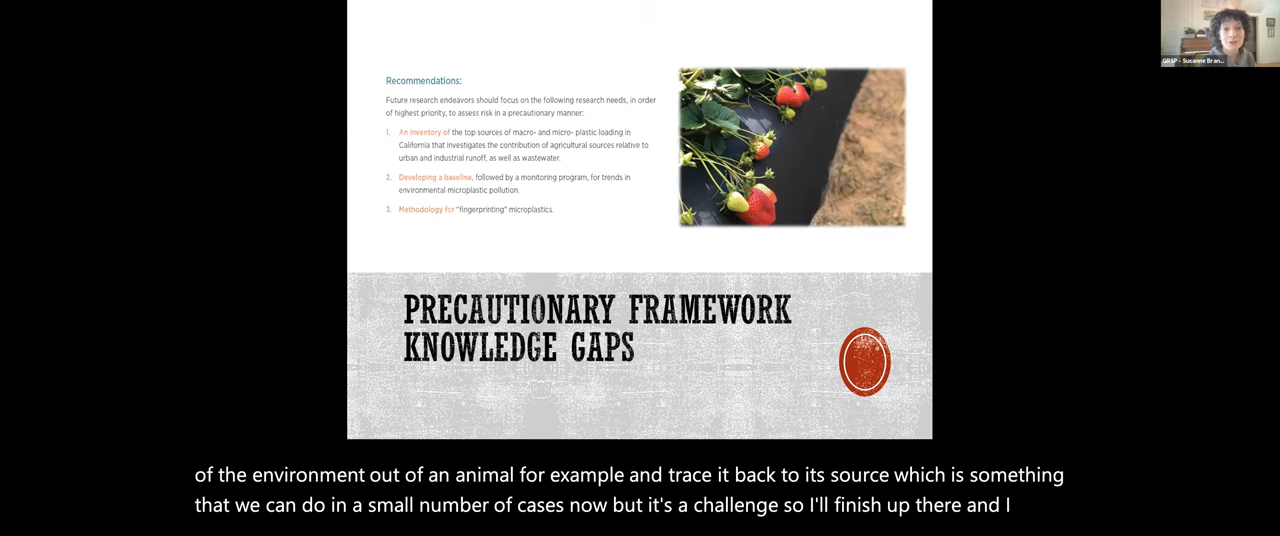 GRSP - Susanne Bran...
Recommendations:
Future research endeavors should focus on the following research needs, in order
of highest priority, to assess risk in a precautionary manner:
1. An inventory of the top sources of macro- and micro- plastic loading in
California that investigates the contribution of agricultural sources relative to
urban and industrial runoff, as well as wastewater.
2. Developing a baseline, followed by a monitoring program, for trends in
environmental microplastic pollution.
3. Methodology for "fingerprinting" microplastics.
PRECAUTIONARY FRAMEWORK
KNOWLEDGE GAPS
of the environment out of an animal for example and trace it back to its source which is something
that we can do in a small number of cases now but it's a challenge so I'll finish up there and I